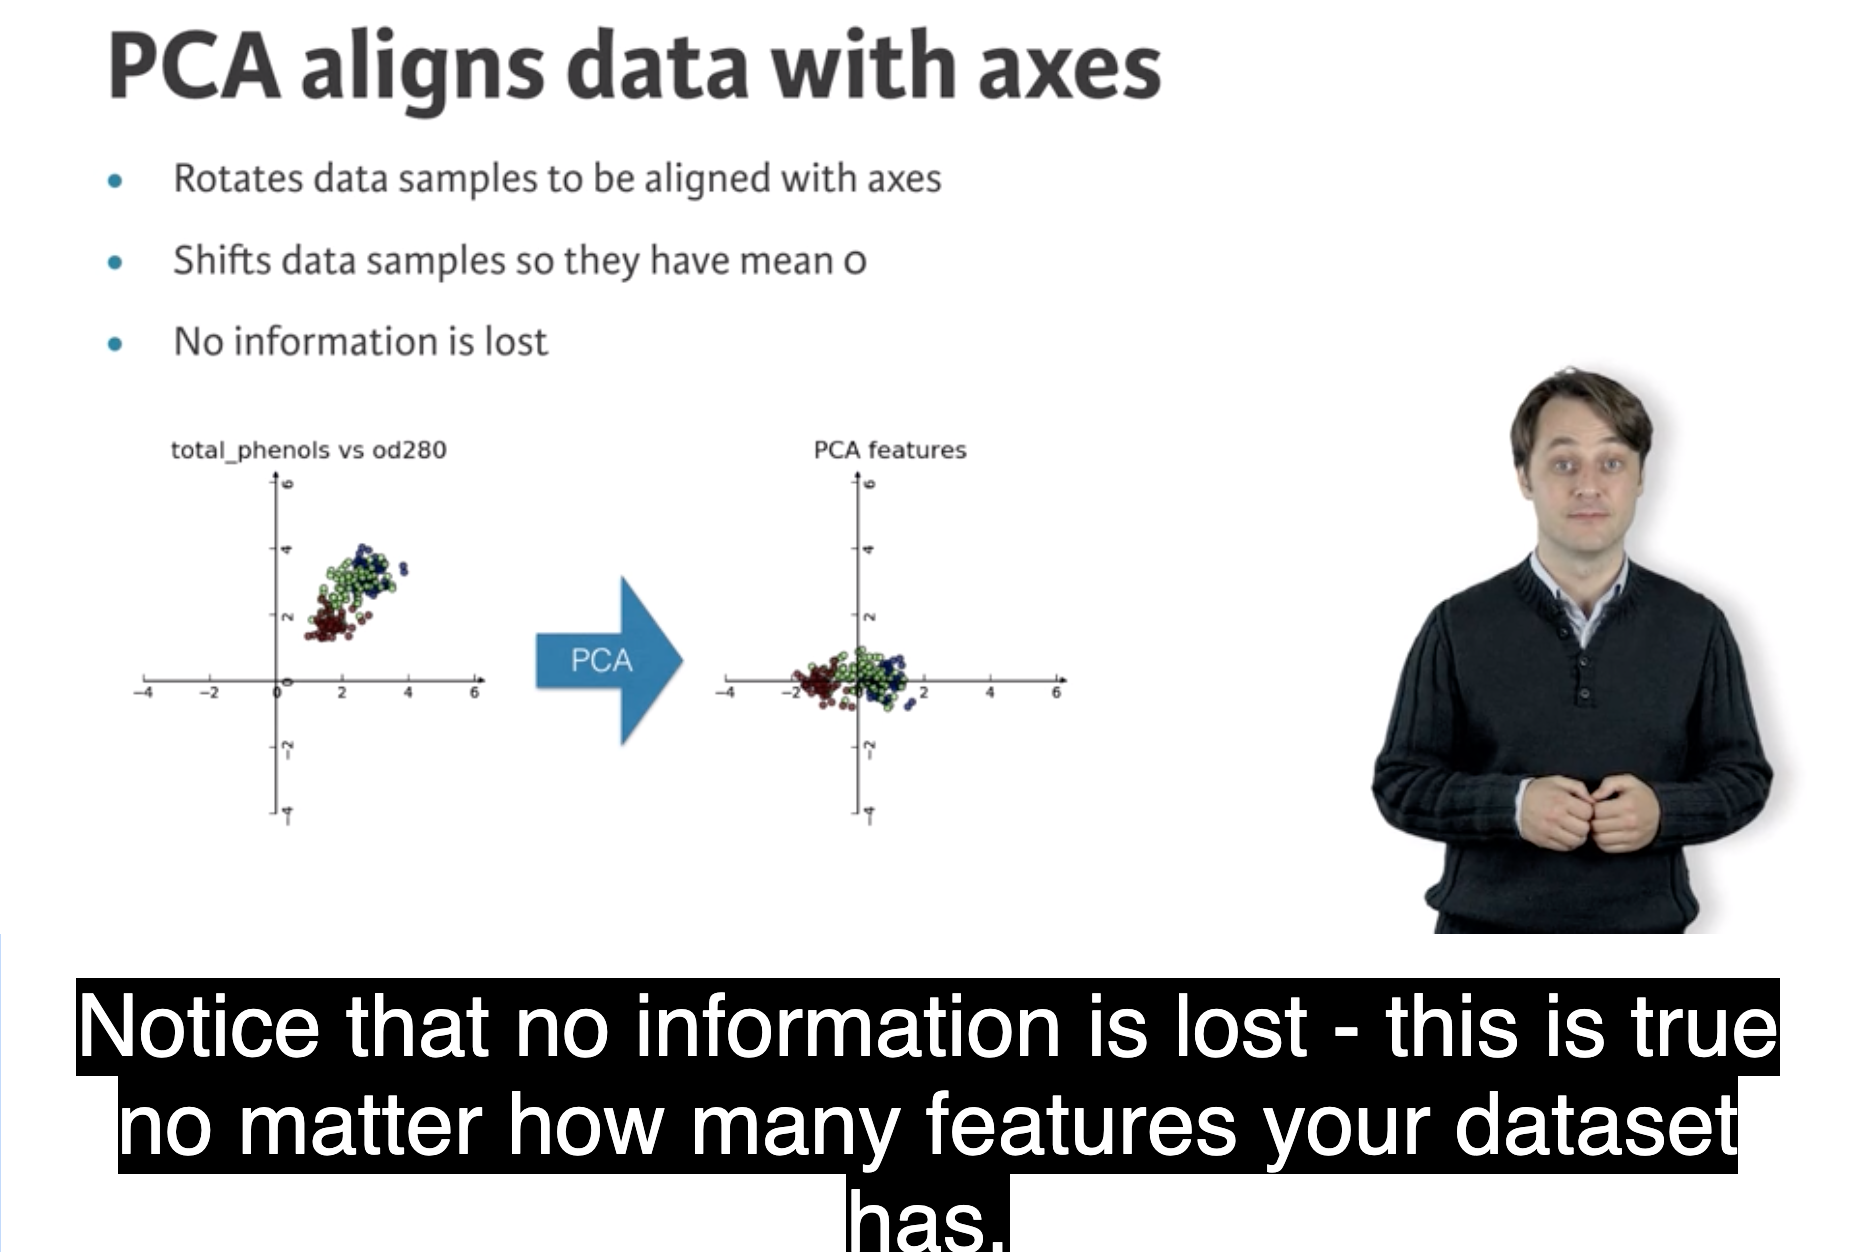 PCA aligns data with axes
• Rotates data samples to be aligned with axes
• Shifts data samples so they have mean 0
• No information is lost
total_phenols vs od280
6
4
2
0
−4 −2 0 2 4 6
−2
−4
PCA
PCA features
6
4
2
−4 −2 0 2 4 6
−2
−4
Notice that no information is lost - this is true
no matter how many features your dataset
has.